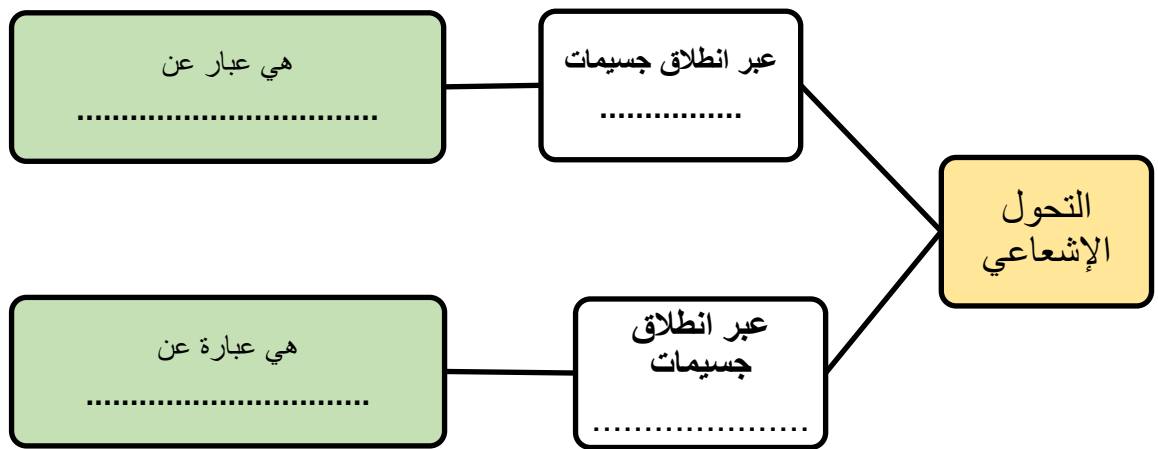 التحول
الإشعاعي
عبر انطلاق جسيمات
................
هي عبار عن
..................................
عبر انطلاق
جسيمات
.....................
هي عبارة عن
................................